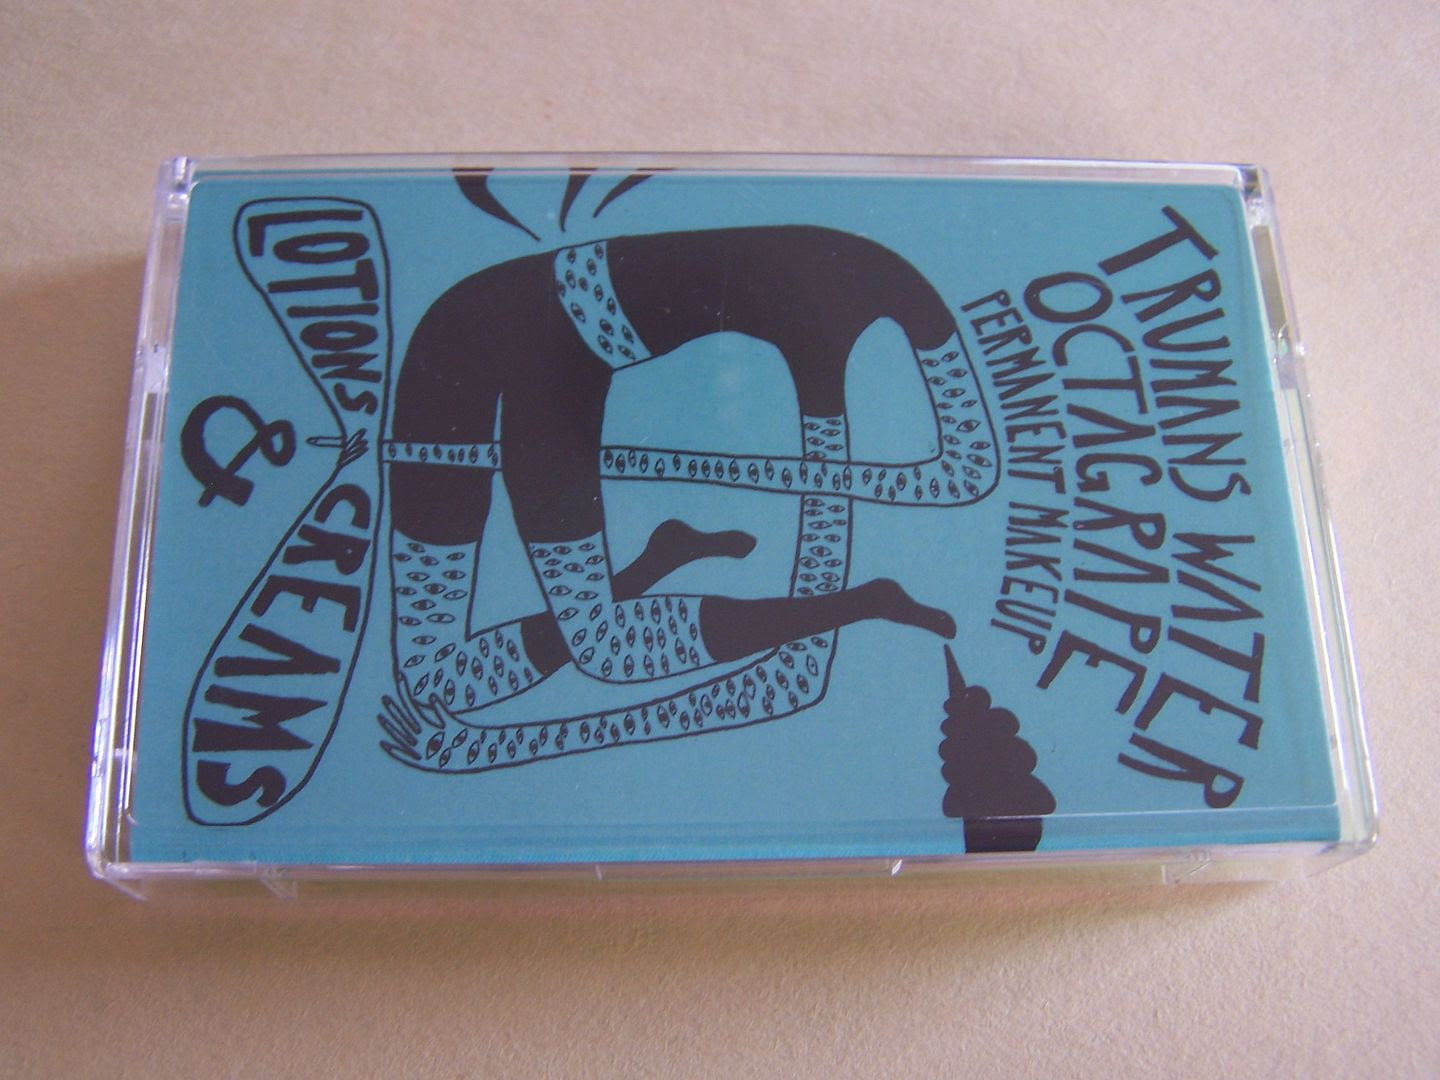 TRUMANS WATER
OCTAGRAPE
PERMANENT MAKEUP
LOTIONS
&
CREAMS